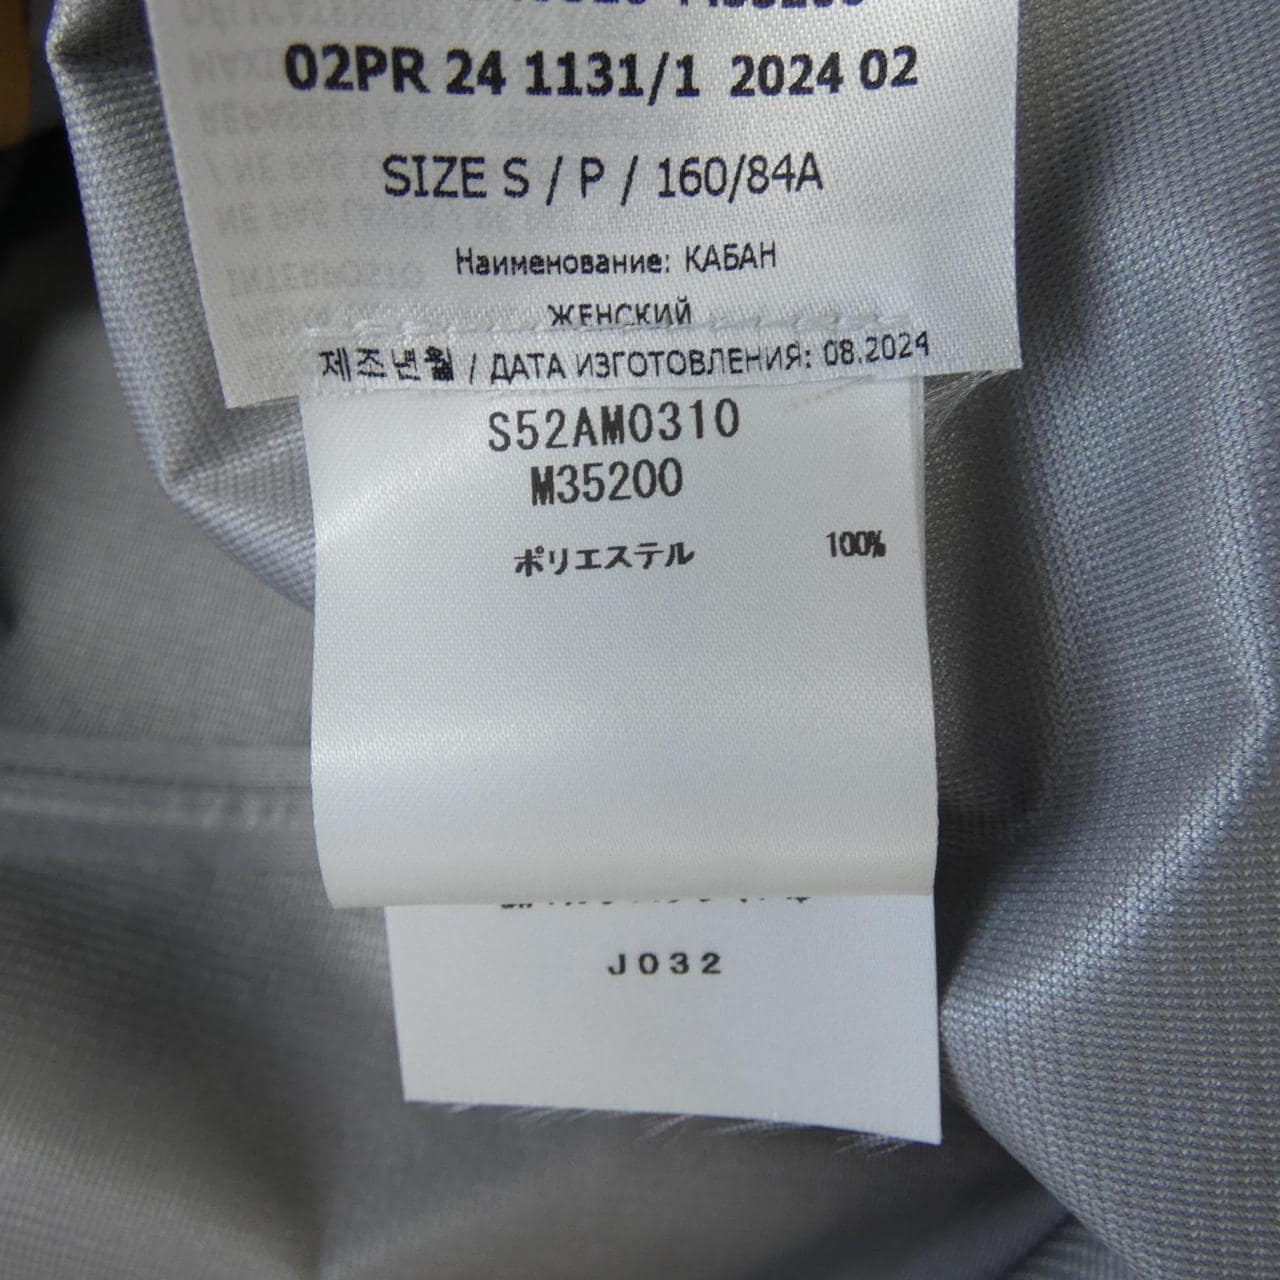 02PR 24 1131/1 2024 02
SIZE S / P / 160/84A
Наименование: КАБАН
ЖЕНСКИЙ
제조년월 / ДАТА ИЗГОТОВЛЕНИЯ: 08.2024
S52AM0310
M35200
ポリエステル 100%
J032